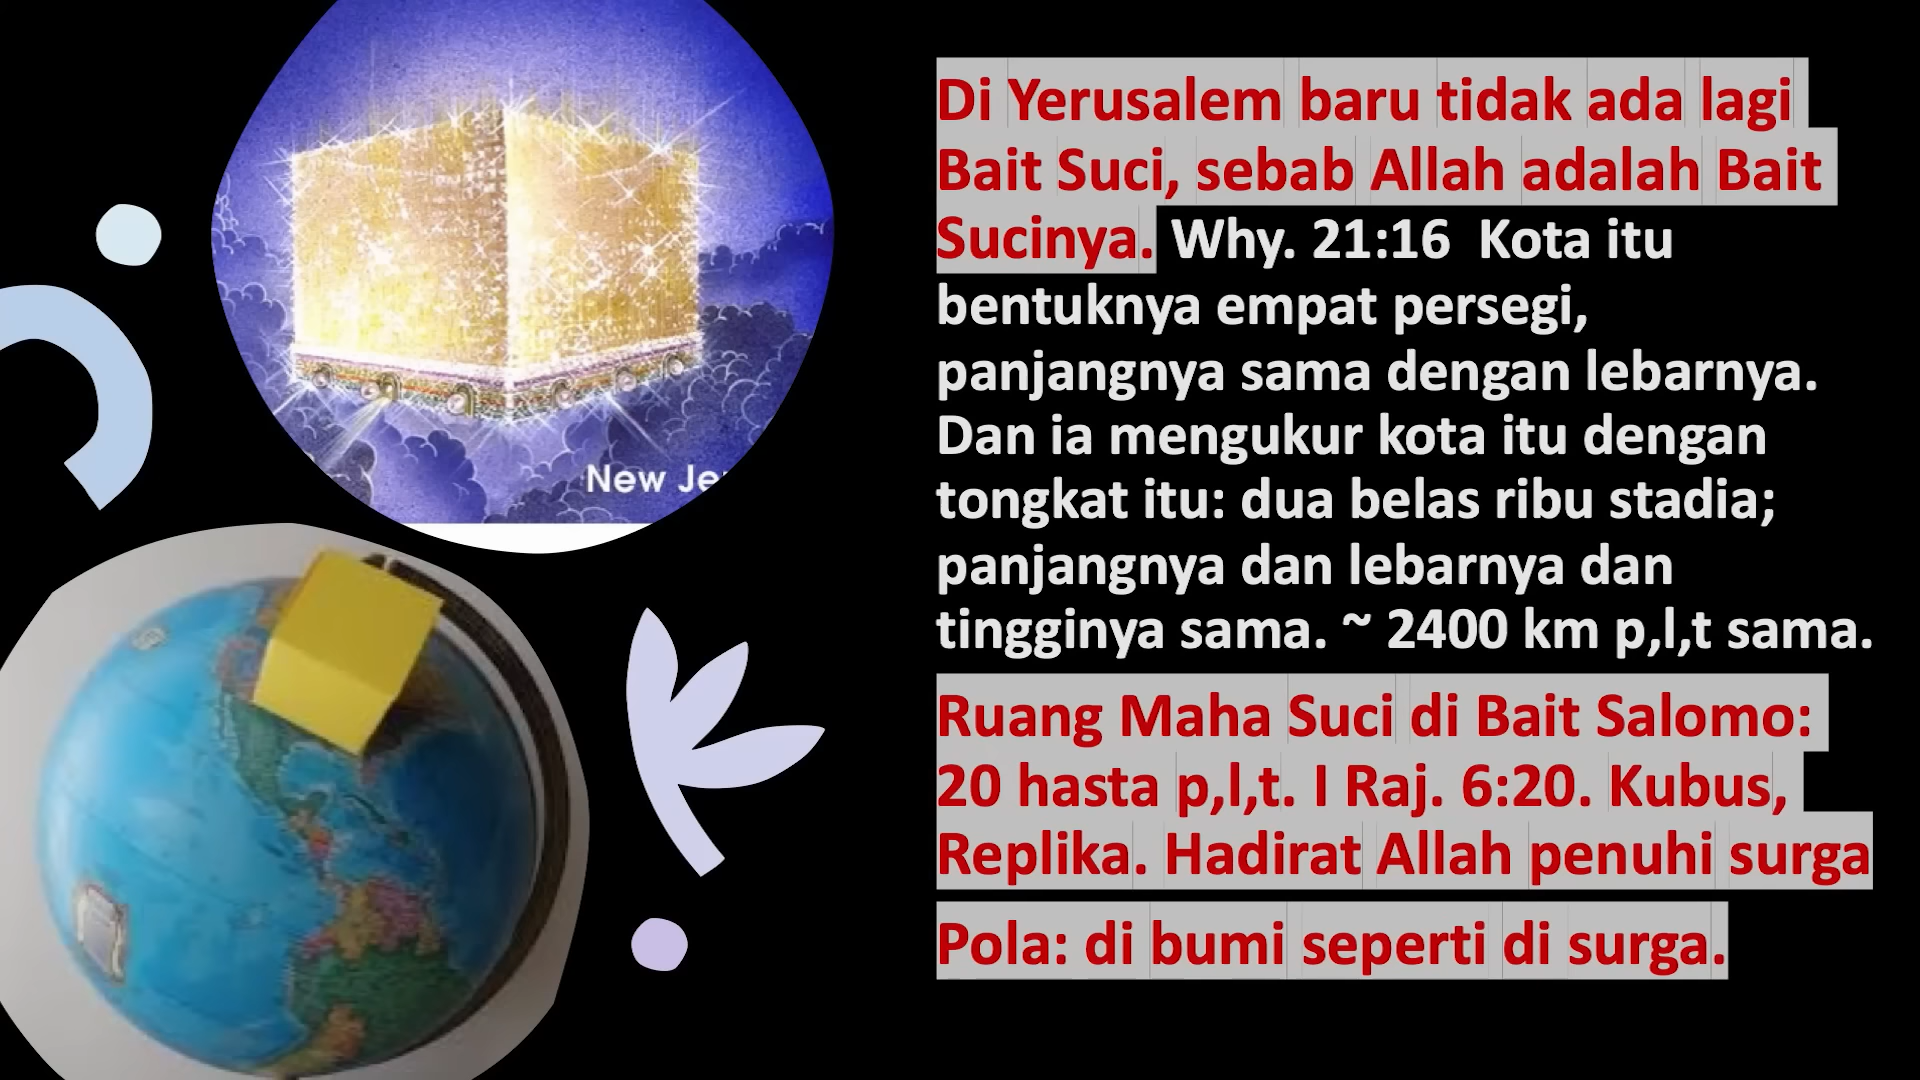 Di Yerusalem baru tidak ada lagi
Bait Suci, sebab Allah adalah Bait
Sucinya. Why. 21:16  Kota itu
bentuknya empat persegi,
panjangnya sama dengan lebarnya.
Dan ia mengukur kota itu dengan
tongkat itu: dua belas ribu stadia;
panjangnya dan lebarnya dan
tingginya sama. ~ 2400 km p,l,t sama.
Ruang Maha Suci di Bait Salomo:
20 hasta p,l,t. I Raj. 6:20. Kubus,
Replika. Hadirat Allah penuhi surga
Pola: di bumi seperti di surga.
New Je